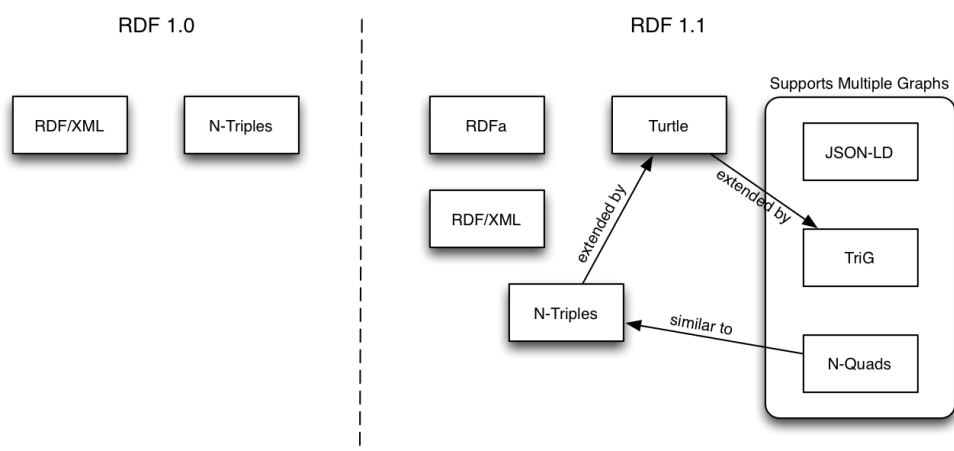 RDF 1.0
RDF/XML
N-Triples
RDF 1.1
RDFa
Turtle
RDF/XML
N-Triples
extended by
extended by
similar to
Supports Multiple Graphs
JSON-LD
TriG
N-Quads